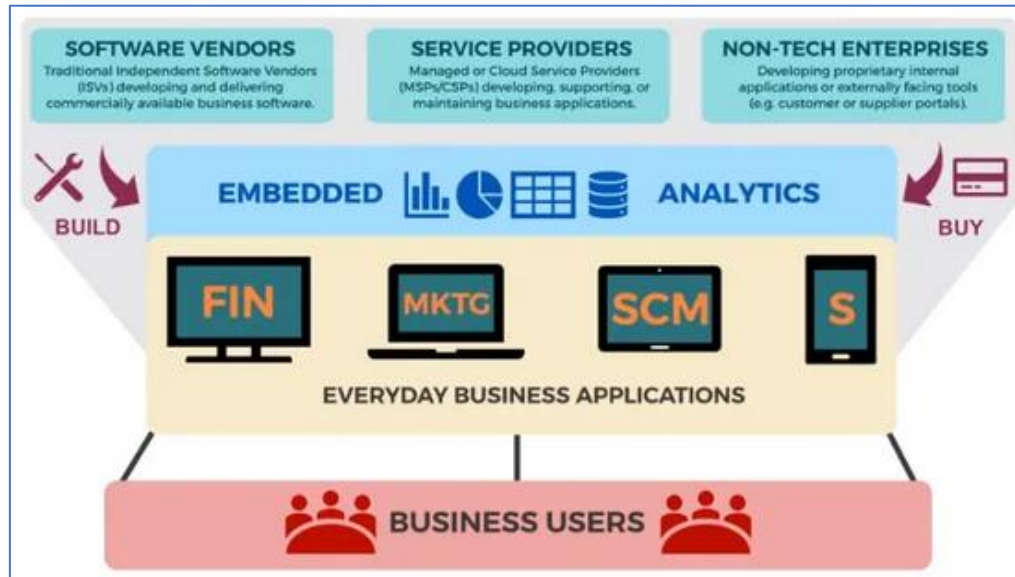 SOFTWARE VENDORS
Traditional Independent Software Vendors
(ISVs) developing and delivering
commercially available business software.
SERVICE PROVIDERS
Managed or Cloud Service Providers
(MSPs/CSPs) developing, supporting, or
maintaining business applications.
NON-TECH ENTERPRISES
Developing proprietary internal
applications or externally facing tools
(e.g. customer or supplier portals).
BUILD
EMBEDDED ANALYTICS
BUY
FIN
MKTG
SCM
S
EVERYDAY BUSINESS APPLICATIONS
BUSINESS USERS